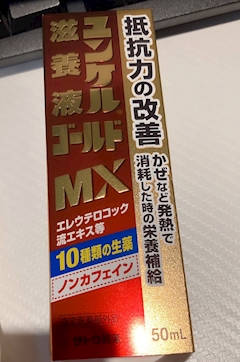 抵抗力の改善
かぜなど発熱で
消耗した時の栄養補給
ユンケル
滋養液
ゴールド
MX
エレウテロコック
流エキス等
10種類の生薬
ノンカフェイン
50mL